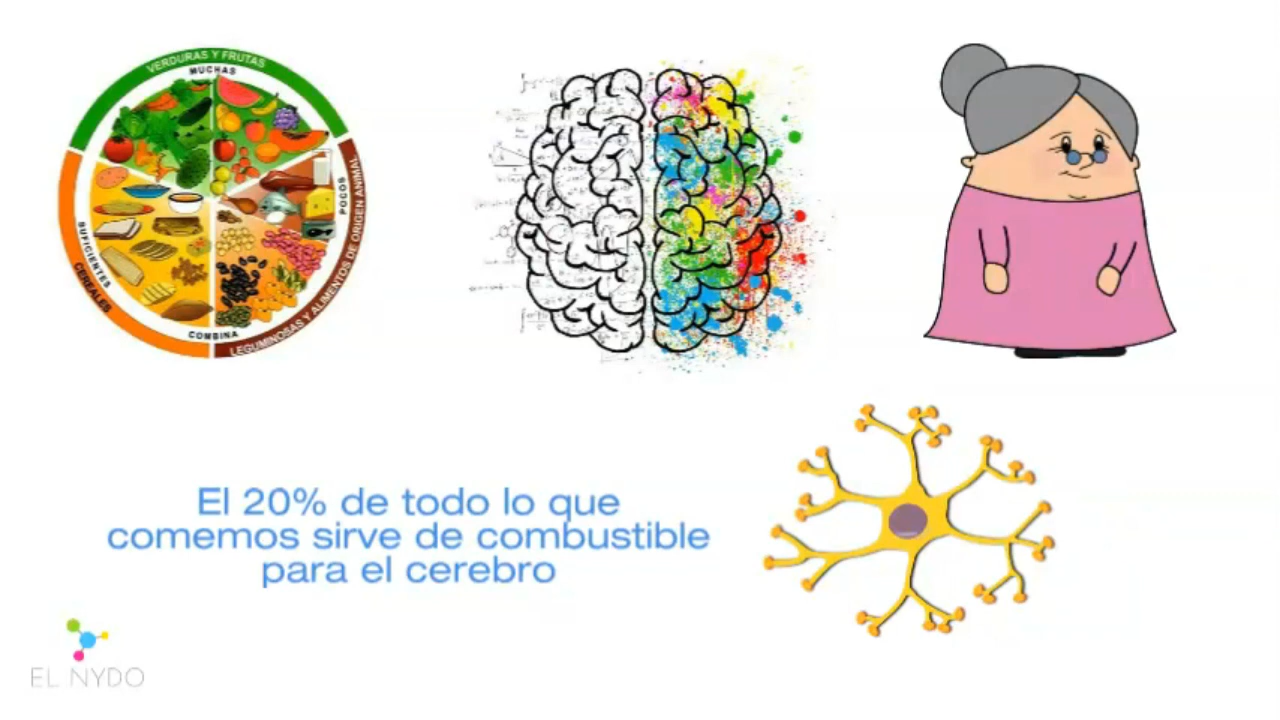 VERDURAS Y FRUTAS
MUCHAS
POCOS
SUFICIENTES
CEREALES
COMBINA
LEGUMINOSAS Y ALIMENTOS DE ORIGEN ANIMAL
El 20% de todo lo que
comemos sirve de combustible
para el cerebro
EL NYDO